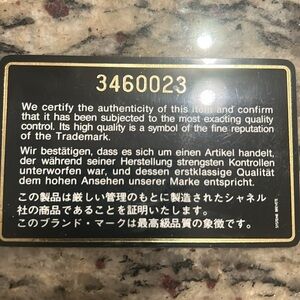 3460023
We certify the authenticity of this item and confirm
that it has been subjected to the most exacting quality
control. Its high quality is a symbol of the fine reputation
of the Trademark.
Wir bestätigen, dass es sich um einen Artikel handelt,
der während seiner Herstellung strengsten Kontrollen
unterworfen war, und dessen erstklassige Qualität
dem hohen Ansehen unserer Marke entspricht.
この製品は厳しい管理のもとに製造されたシャネル
社の商品であることを証明いたします。
このブランド・マークは最高級品質の象徴です。